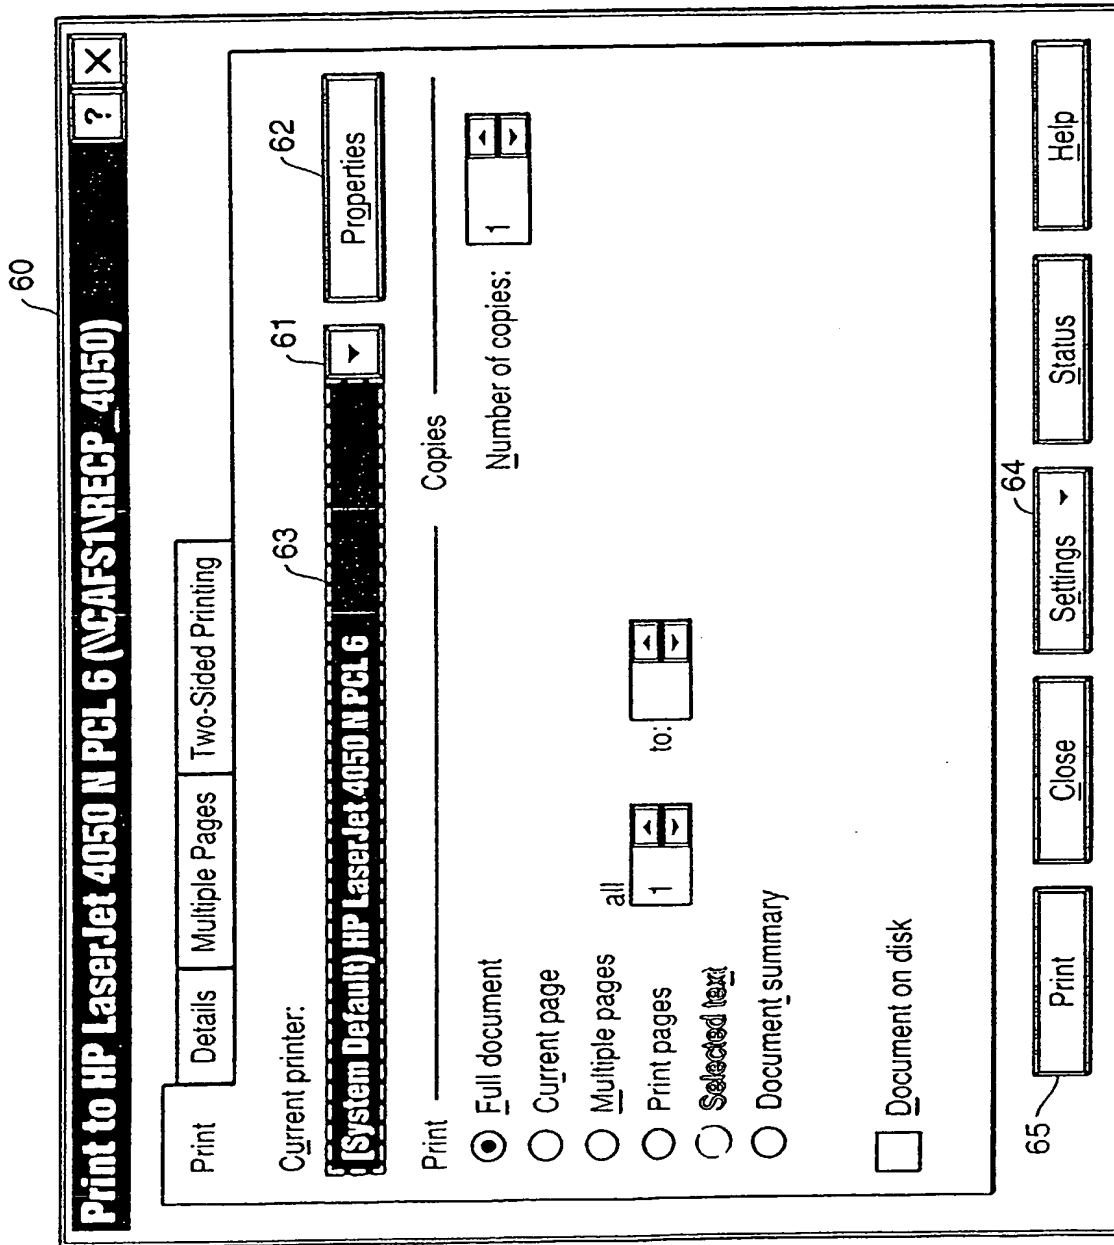 60
Print to HP LaserJet 4050 N PCL 6 (\\CAFS1\RECP_4050) ? X
Print Details Multiple Pages Two-Sided Printing
Current printer: 63 61 62
[System Default] HP LaserJet 4050 N PCL 6 Properties
Print Copies
Full document Number of copies: 1
Current page
Multiple pages all
Print pages 1 to:
Selected text
Document summary
Document on disk
64
65 Print Close Settings Status Help